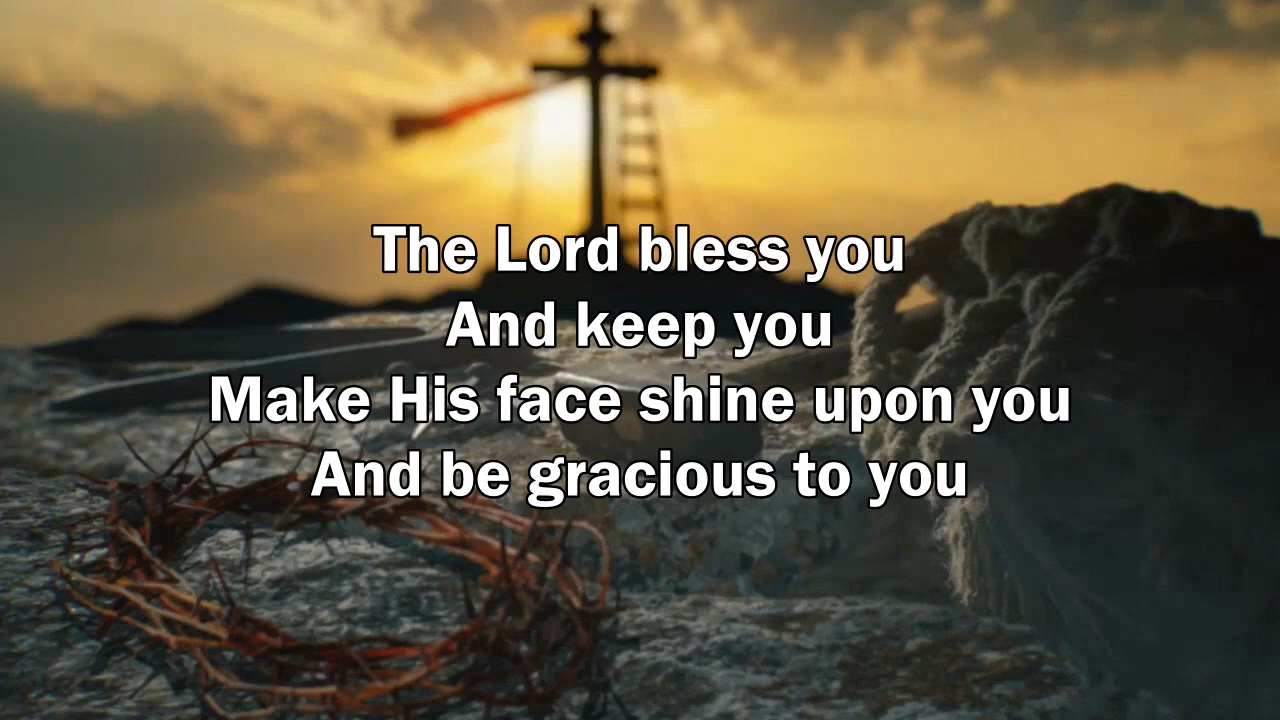 The Lord bless you
And keep you
Make His face shine upon you
And be gracious to you